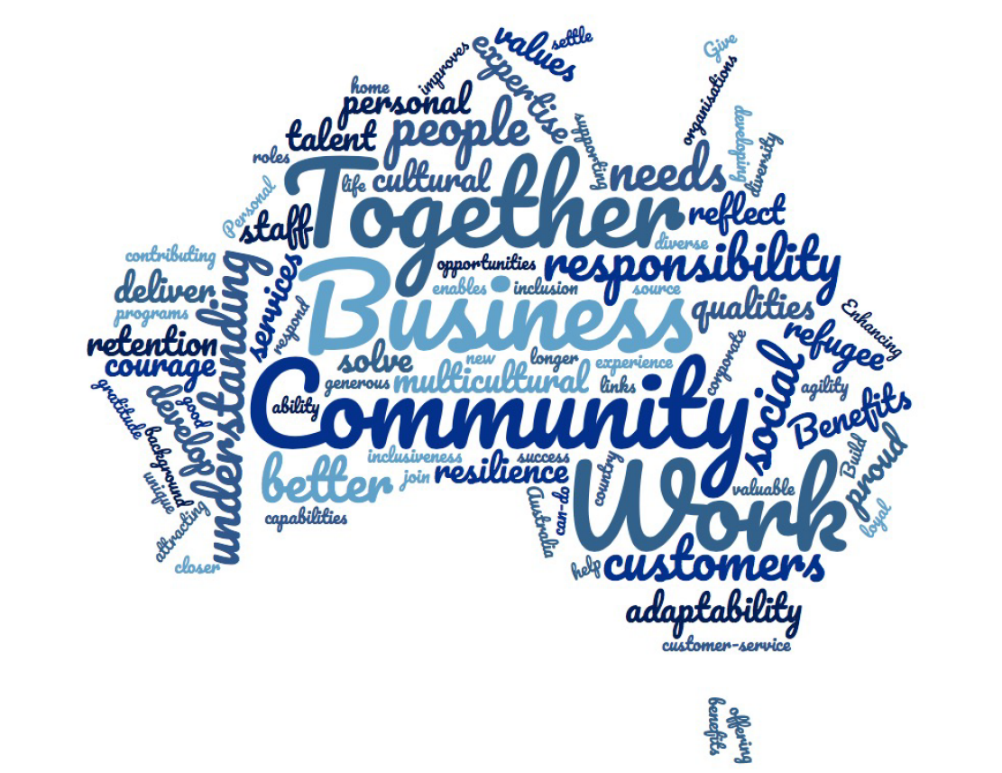 values
settle
Give
improves
expertise
organisations
home
personal
talent
people
supporting
developing
diversity
roles
life
cultural
needs
Personal
staff
Together
reflect
diverse
contributing
opportunities
responsibility
deliver
services
enables
inclusion
source
programs
respond
Business
qualities
Enhancing
retention
courage
understanding
solve
new
longer
experience
corporate
refugee
generous
multicultural
links
social
agility
gratitude
develop
good
ability
Community
Benefits
background
inclusiveness
success
country
Build
proud
better
join
resilience
unique
attracting
capabilities
Australia
can-do
Work
valuable
loyal
closer
help
customers
adaptability
customer-service
offering
benefits